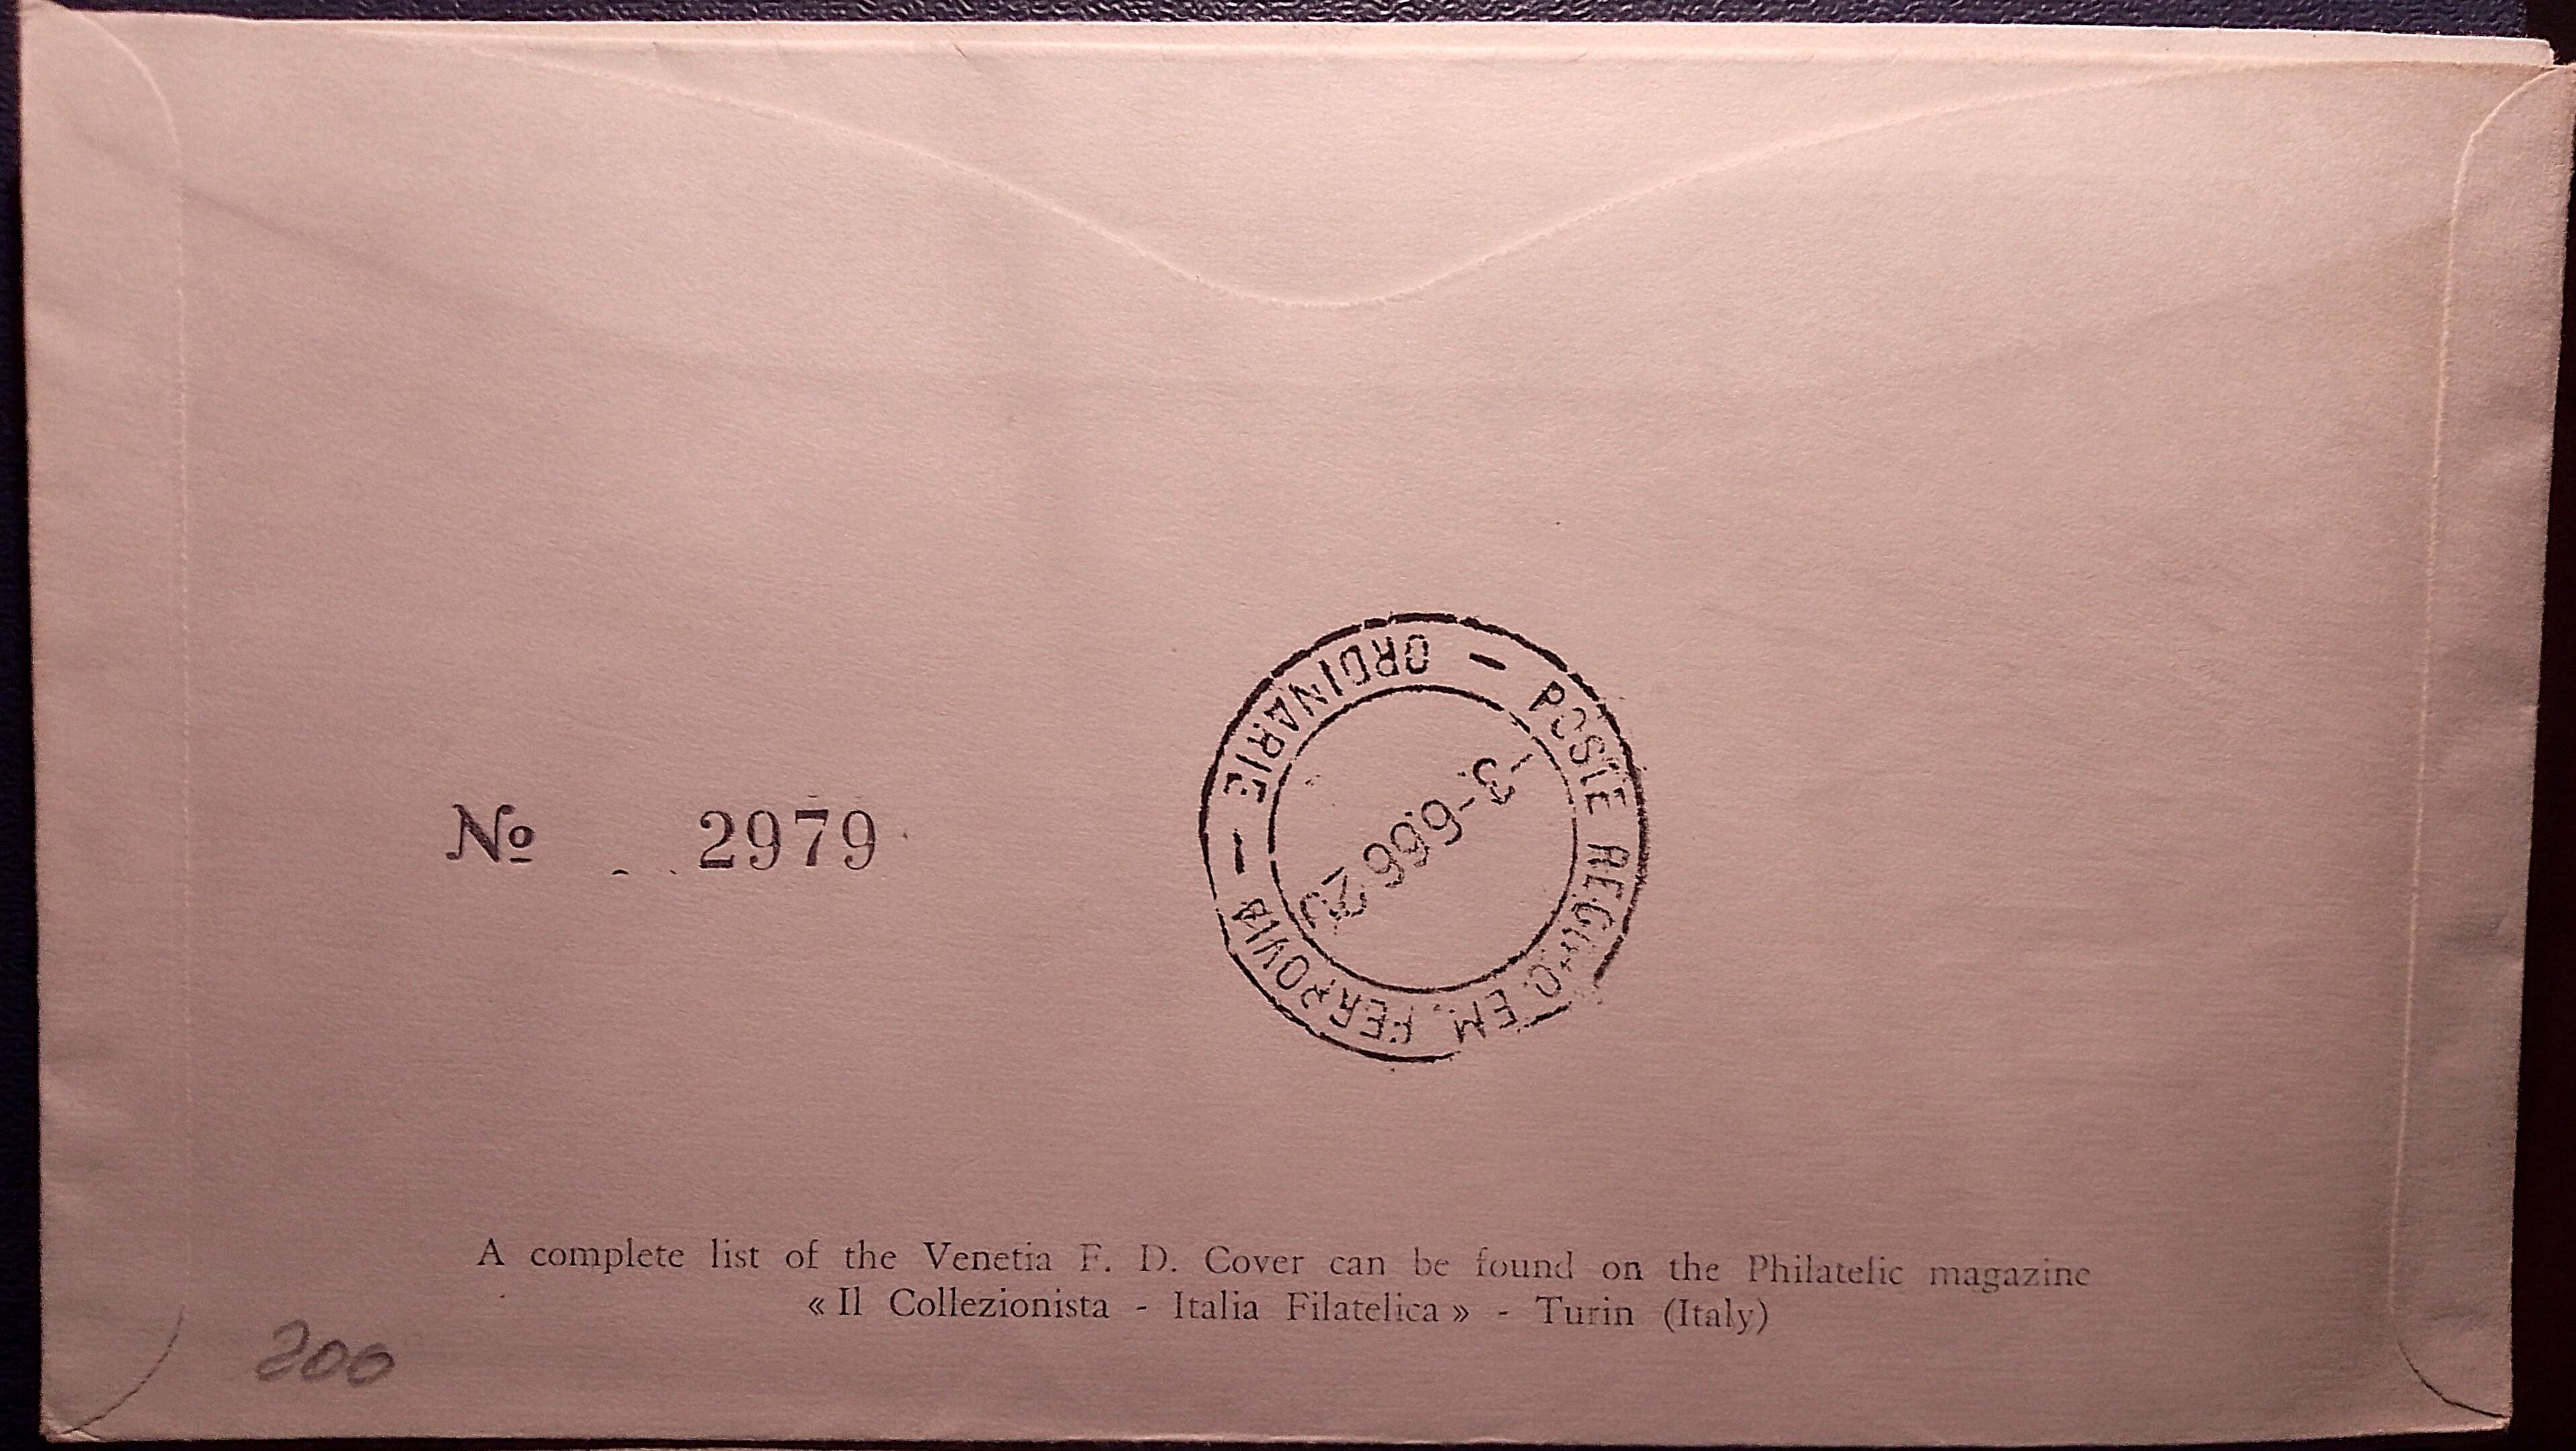 POSTE REGGIO EM. FERROVIA - ORDINARIE -
-3-6 66 20
Nº 2979
A complete list of the Venetia F. D. Cover can be found on the Philatelic magazine
« Il Collezionista - Italia Filatelica » - Turin (Italy)
200